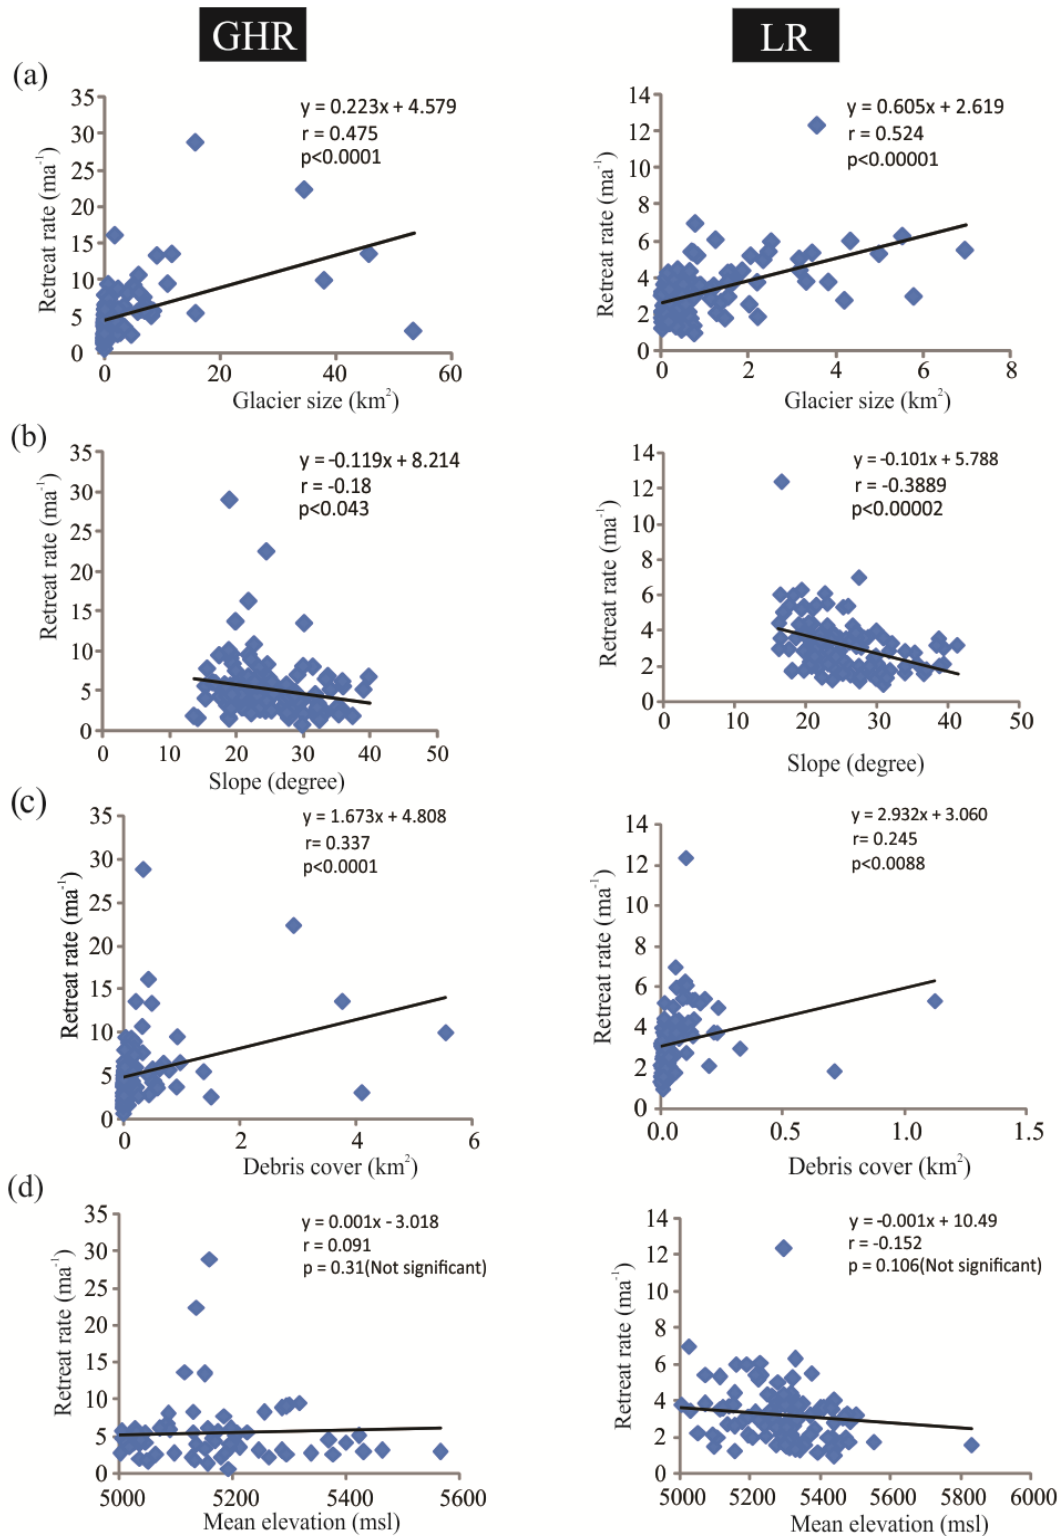 GHR
LR
(a)
y = 0.223x + 4.579
r = 0.475
p<0.0001
Retreat rate (ma⁻¹)
35
30
25
20
15
10
5
0
0 20 40 60
Glacier size (km²)
y = 0.605x + 2.619
r = 0.524
p<0.00001
Retreat rate (ma⁻¹)
14
12
10
8
6
4
2
0
0 2 4 6 8
Glacier size (km²)
(b)
y = -0.119x + 8.214
r = -0.18
p<0.043
Retreat rate (ma⁻¹)
35
30
25
20
15
10
5
0
0 10 20 30 40 50
Slope (degree)
y = -0.101x + 5.788
r = -0.3889
p<0.00002
Retreat rate (ma⁻¹)
14
12
10
8
6
4
2
0
0 10 20 30 40 50
Slope (degree)
(c)
y = 1.673x + 4.808
r= 0.337
p<0.0001
Retreat rate (ma⁻¹)
35
30
25
20
15
10
5
0
0 2 4 6
Debris cover (km²)
y = 2.932x + 3.060
r= 0.245
p<0.0088
Retreat rate (ma⁻¹)
14
12
10
8
6
4
2
0
0.0 0.5 1.0 1.5
Debris cover (km²)
(d)
y = 0.001x - 3.018
r = 0.091
p = 0.31(Not significant)
Retreat rate (ma⁻¹)
35
30
25
20
15
10
5
0
5000 5200 5400 5600
Mean elevation (msl)
y = -0.001x + 10.49
r = -0.152
p = 0.106(Not significant)
Retreat rate (ma⁻¹)
14
12
10
8
6
4
2
0
5000 5200 5400 5600 5800 6000
Mean elevation (msl)